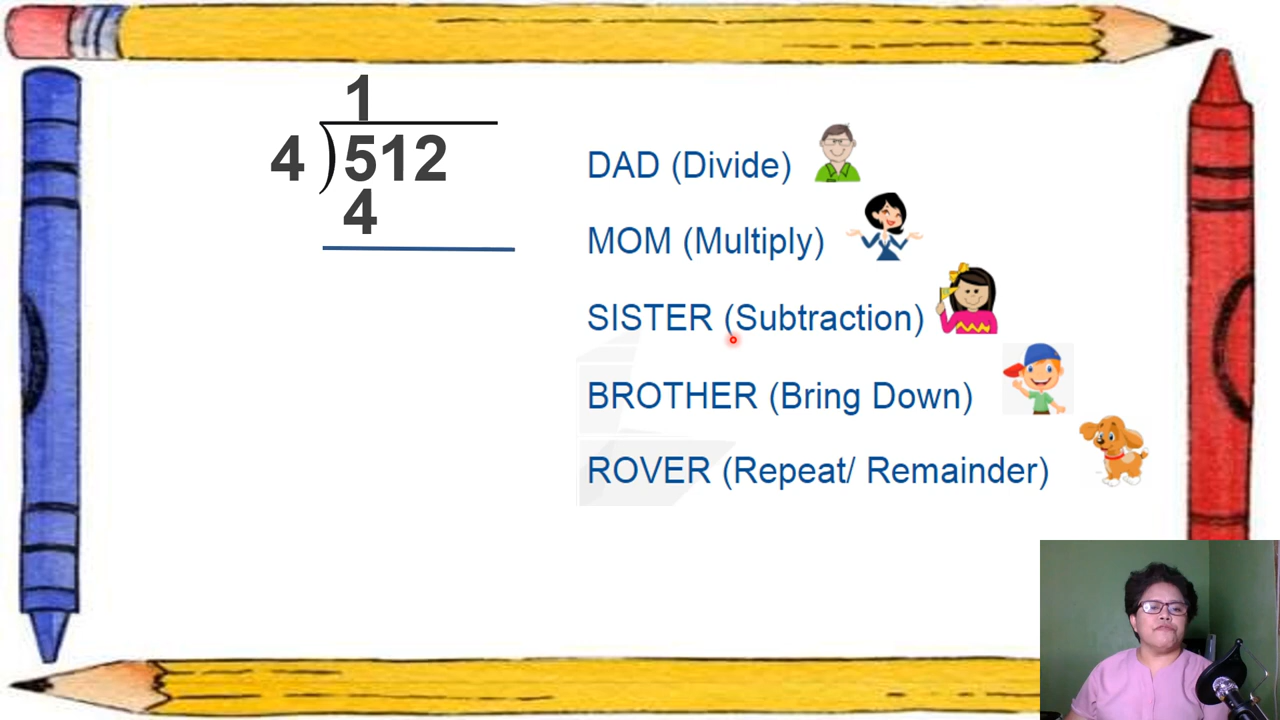 1
4 ) 512
4
DAD (Divide)
MOM (Multiply)
SISTER (Subtraction)
BROTHER (Bring Down)
ROVER (Repeat/ Remainder)